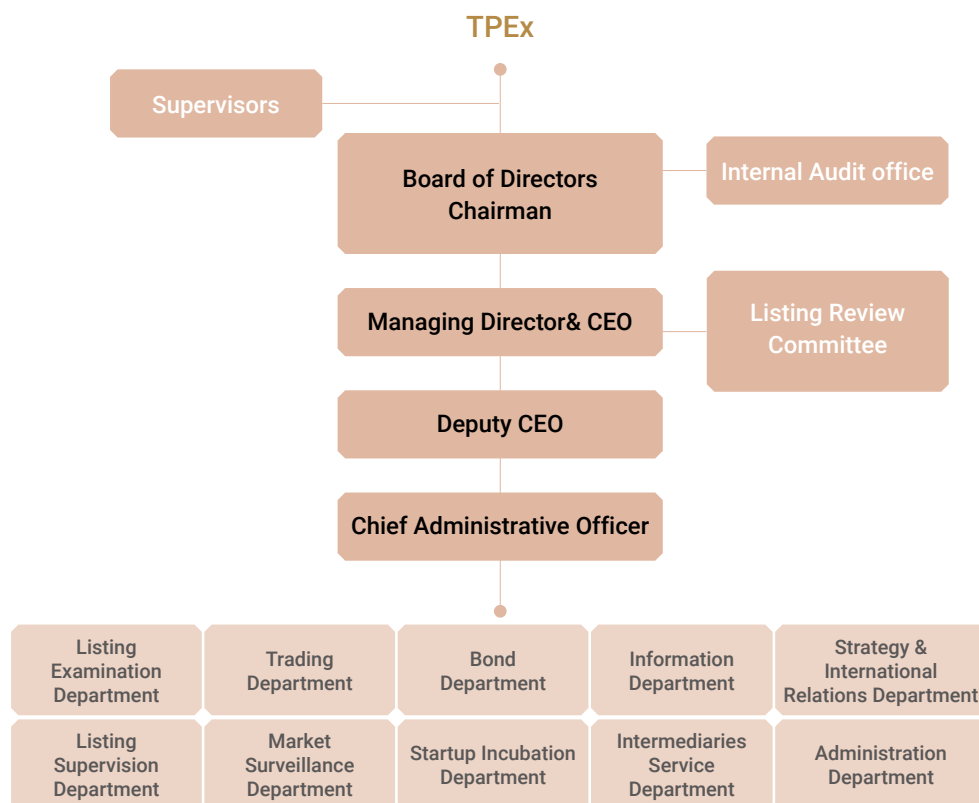 TPEx
Supervisors
Board of Directors
Chairman
Internal Audit office
Managing Director& CEO
Listing Review
Committee
Deputy CEO
Chief Administrative Officer
Listing
Examination
Department
Trading
Department
Bond
Department
Information
Department
Strategy &
International
Relations Department
Listing
Supervision
Department
Market
Surveillance
Department
Startup Incubation
Department
Intermediaries
Service
Department
Administration
Department